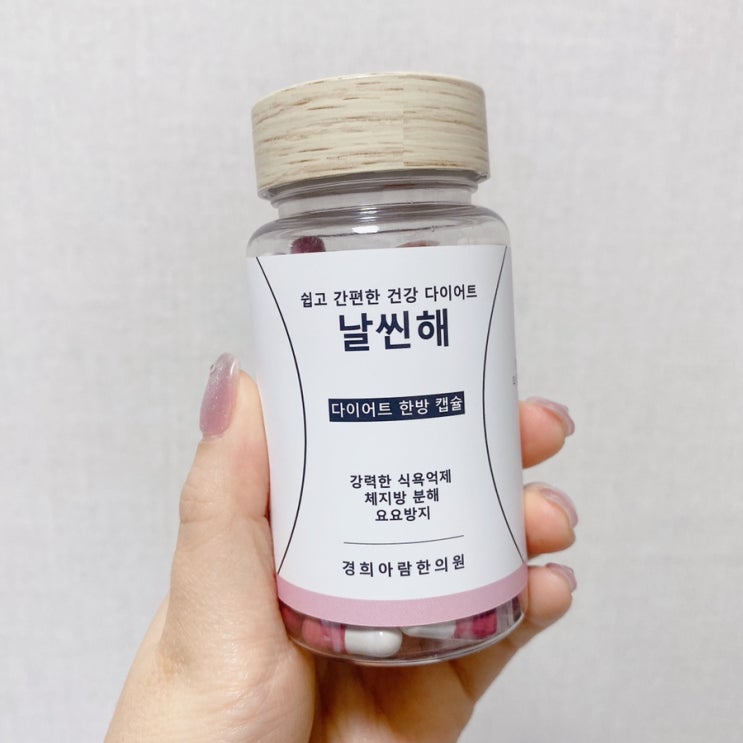 쉽고 간편한 건강 다이어트
날씬해
다이어트 한방 캡슐
강력한 식욕억제
체지방 분해
요요방지
경희아람한의원